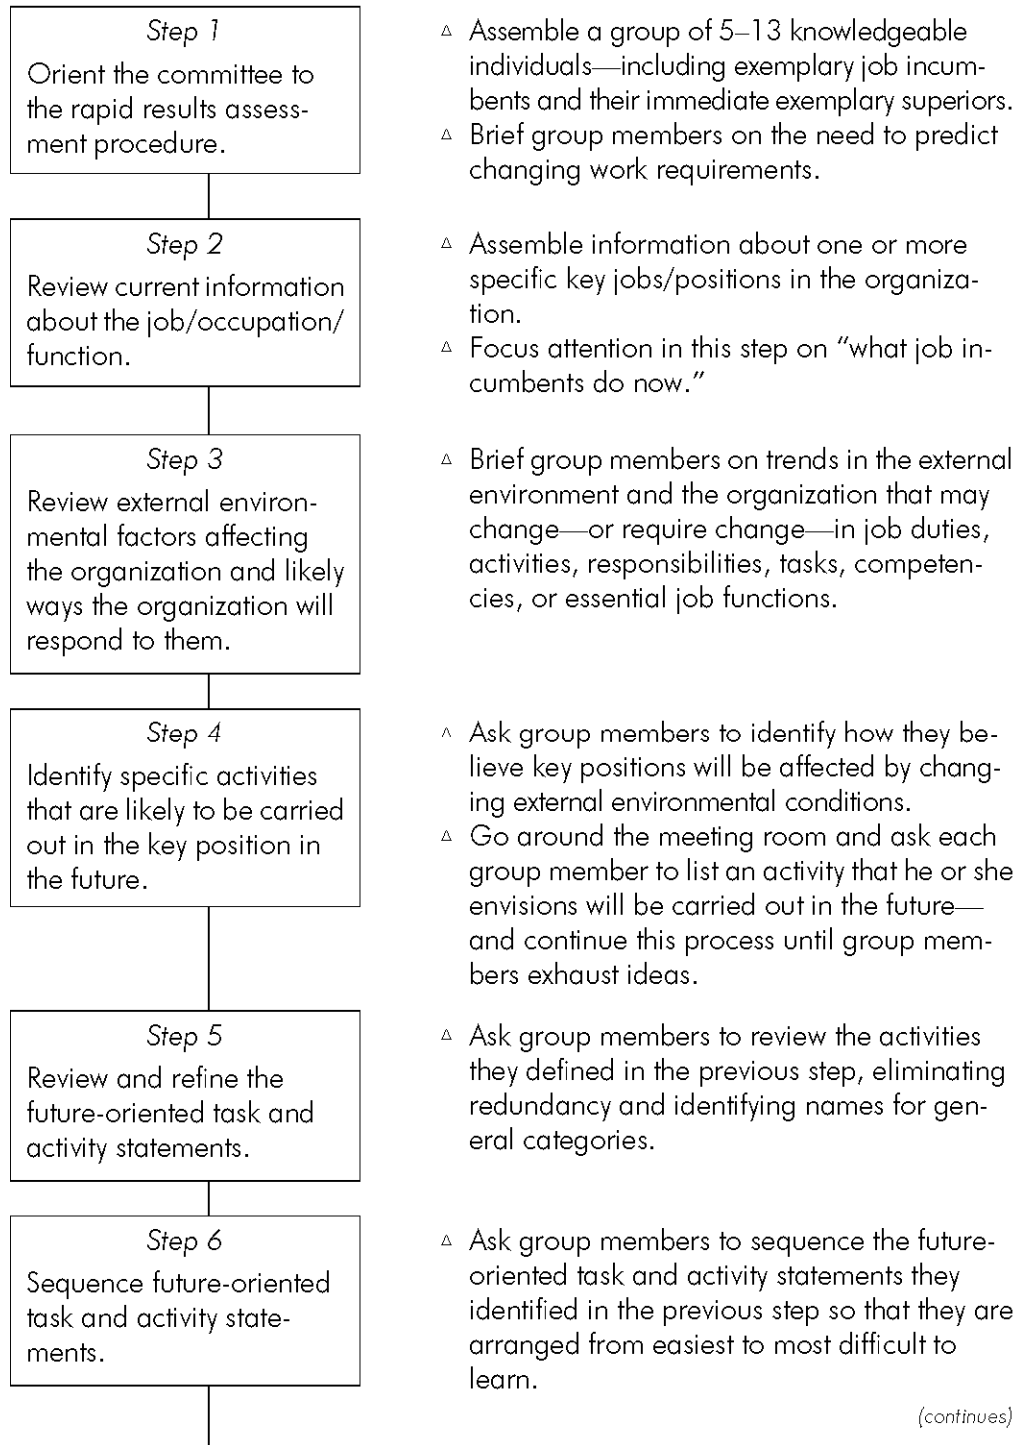 Step 1
Orient the committee to
the rapid results assess-
ment procedure.
△ Assemble a group of 5–13 knowledgeable
individuals—including exemplary job incum-
bents and their immediate exemplary superiors.
△ Brief group members on the need to predict
changing work requirements.
Step 2
Review current information
about the job/occupation/
function.
△ Assemble information about one or more
specific key jobs/positions in the organiza-
tion.
△ Focus attention in this step on “what job in-
cumbents do now.”
Step 3
Review external environ-
mental factors affecting
the organization and likely
ways the organization will
respond to them.
△ Brief group members on trends in the external
environment and the organization that may
change—or require change—in job duties,
activities, responsibilities, tasks, competen-
cies, or essential job functions.
Step 4
Identify specific activities
that are likely to be carried
out in the key position in
the future.
△ Ask group members to identify how they be-
lieve key positions will be affected by chang-
ing external environmental conditions.
△ Go around the meeting room and ask each
group member to list an activity that he or she
envisions will be carried out in the future—
and continue this process until group mem-
bers exhaust ideas.
Step 5
Review and refine the
future-oriented task and
activity statements.
△ Ask group members to review the activities
they defined in the previous step, eliminating
redundancy and identifying names for gen-
eral categories.
Step 6
Sequence future-oriented
task and activity state-
ments.
△ Ask group members to sequence the future-
oriented task and activity statements they
identified in the previous step so that they are
arranged from easiest to most difficult to
learn.
(continues)